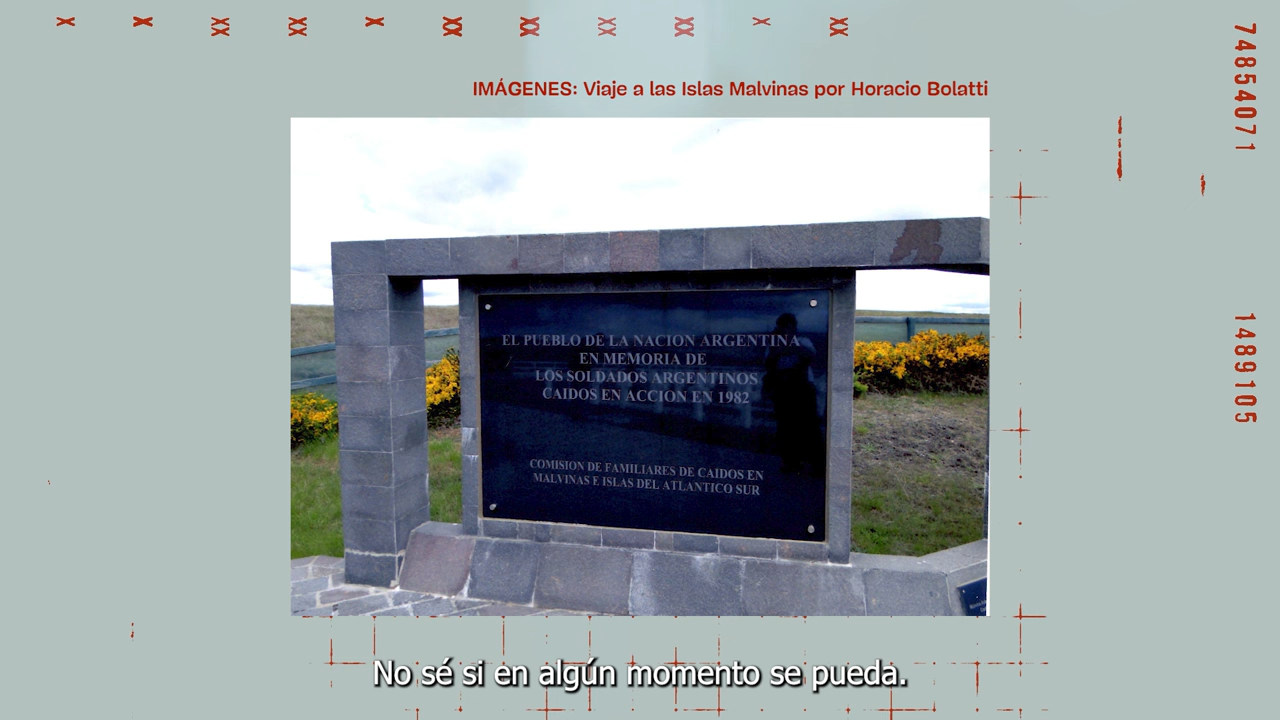 IMÁGENES: Viaje a las Islas Malvinas por Horacio Bolatti
74854071
1489105
EL PUEBLO DE LA NACION ARGENTINA
EN MEMORIA DE
LOS SOLDADOS ARGENTINOS
CAIDOS EN ACCION EN 1982
COMISION DE FAMILIARES DE CAIDOS EN
MALVINAS E ISLAS DEL ATLANTICO SUR
No sé si en algún momento se pueda.